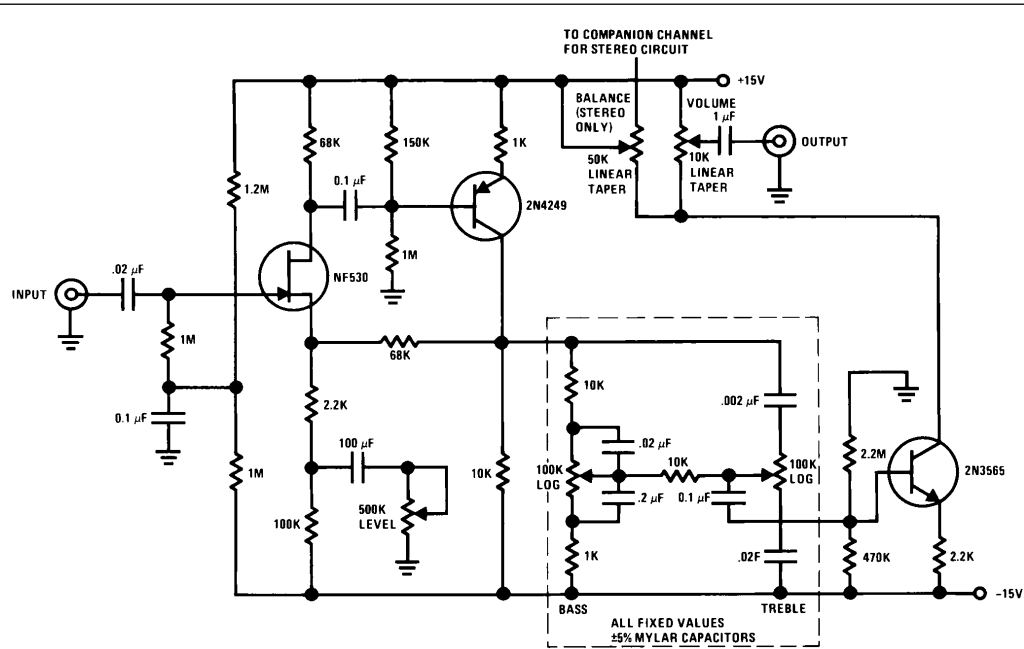 TO COMPANION CHANNEL
FOR STEREO CIRCUIT
+15V
BALANCE
(STEREO
ONLY)
VOLUME
1 µF
OUTPUT
68K
150K
1K
50K
LINEAR
TAPER
10K
LINEAR
TAPER
1.2M
0.1 µF
2N4249
1M
NF530
.02 µF
INPUT
1M
68K
10K
.002 µF
0.1 µF
2.2K
100 µF
.02 µF
100K
LOG
10K
100K
LOG
2.2M
2N3565
1M
10K
.2 µF
0.1 µF
500K
LEVEL
100K
1K
.02F
470K
2.2K
-15V
BASS
TREBLE
ALL FIXED VALUES
±5% MYLAR CAPACITORS